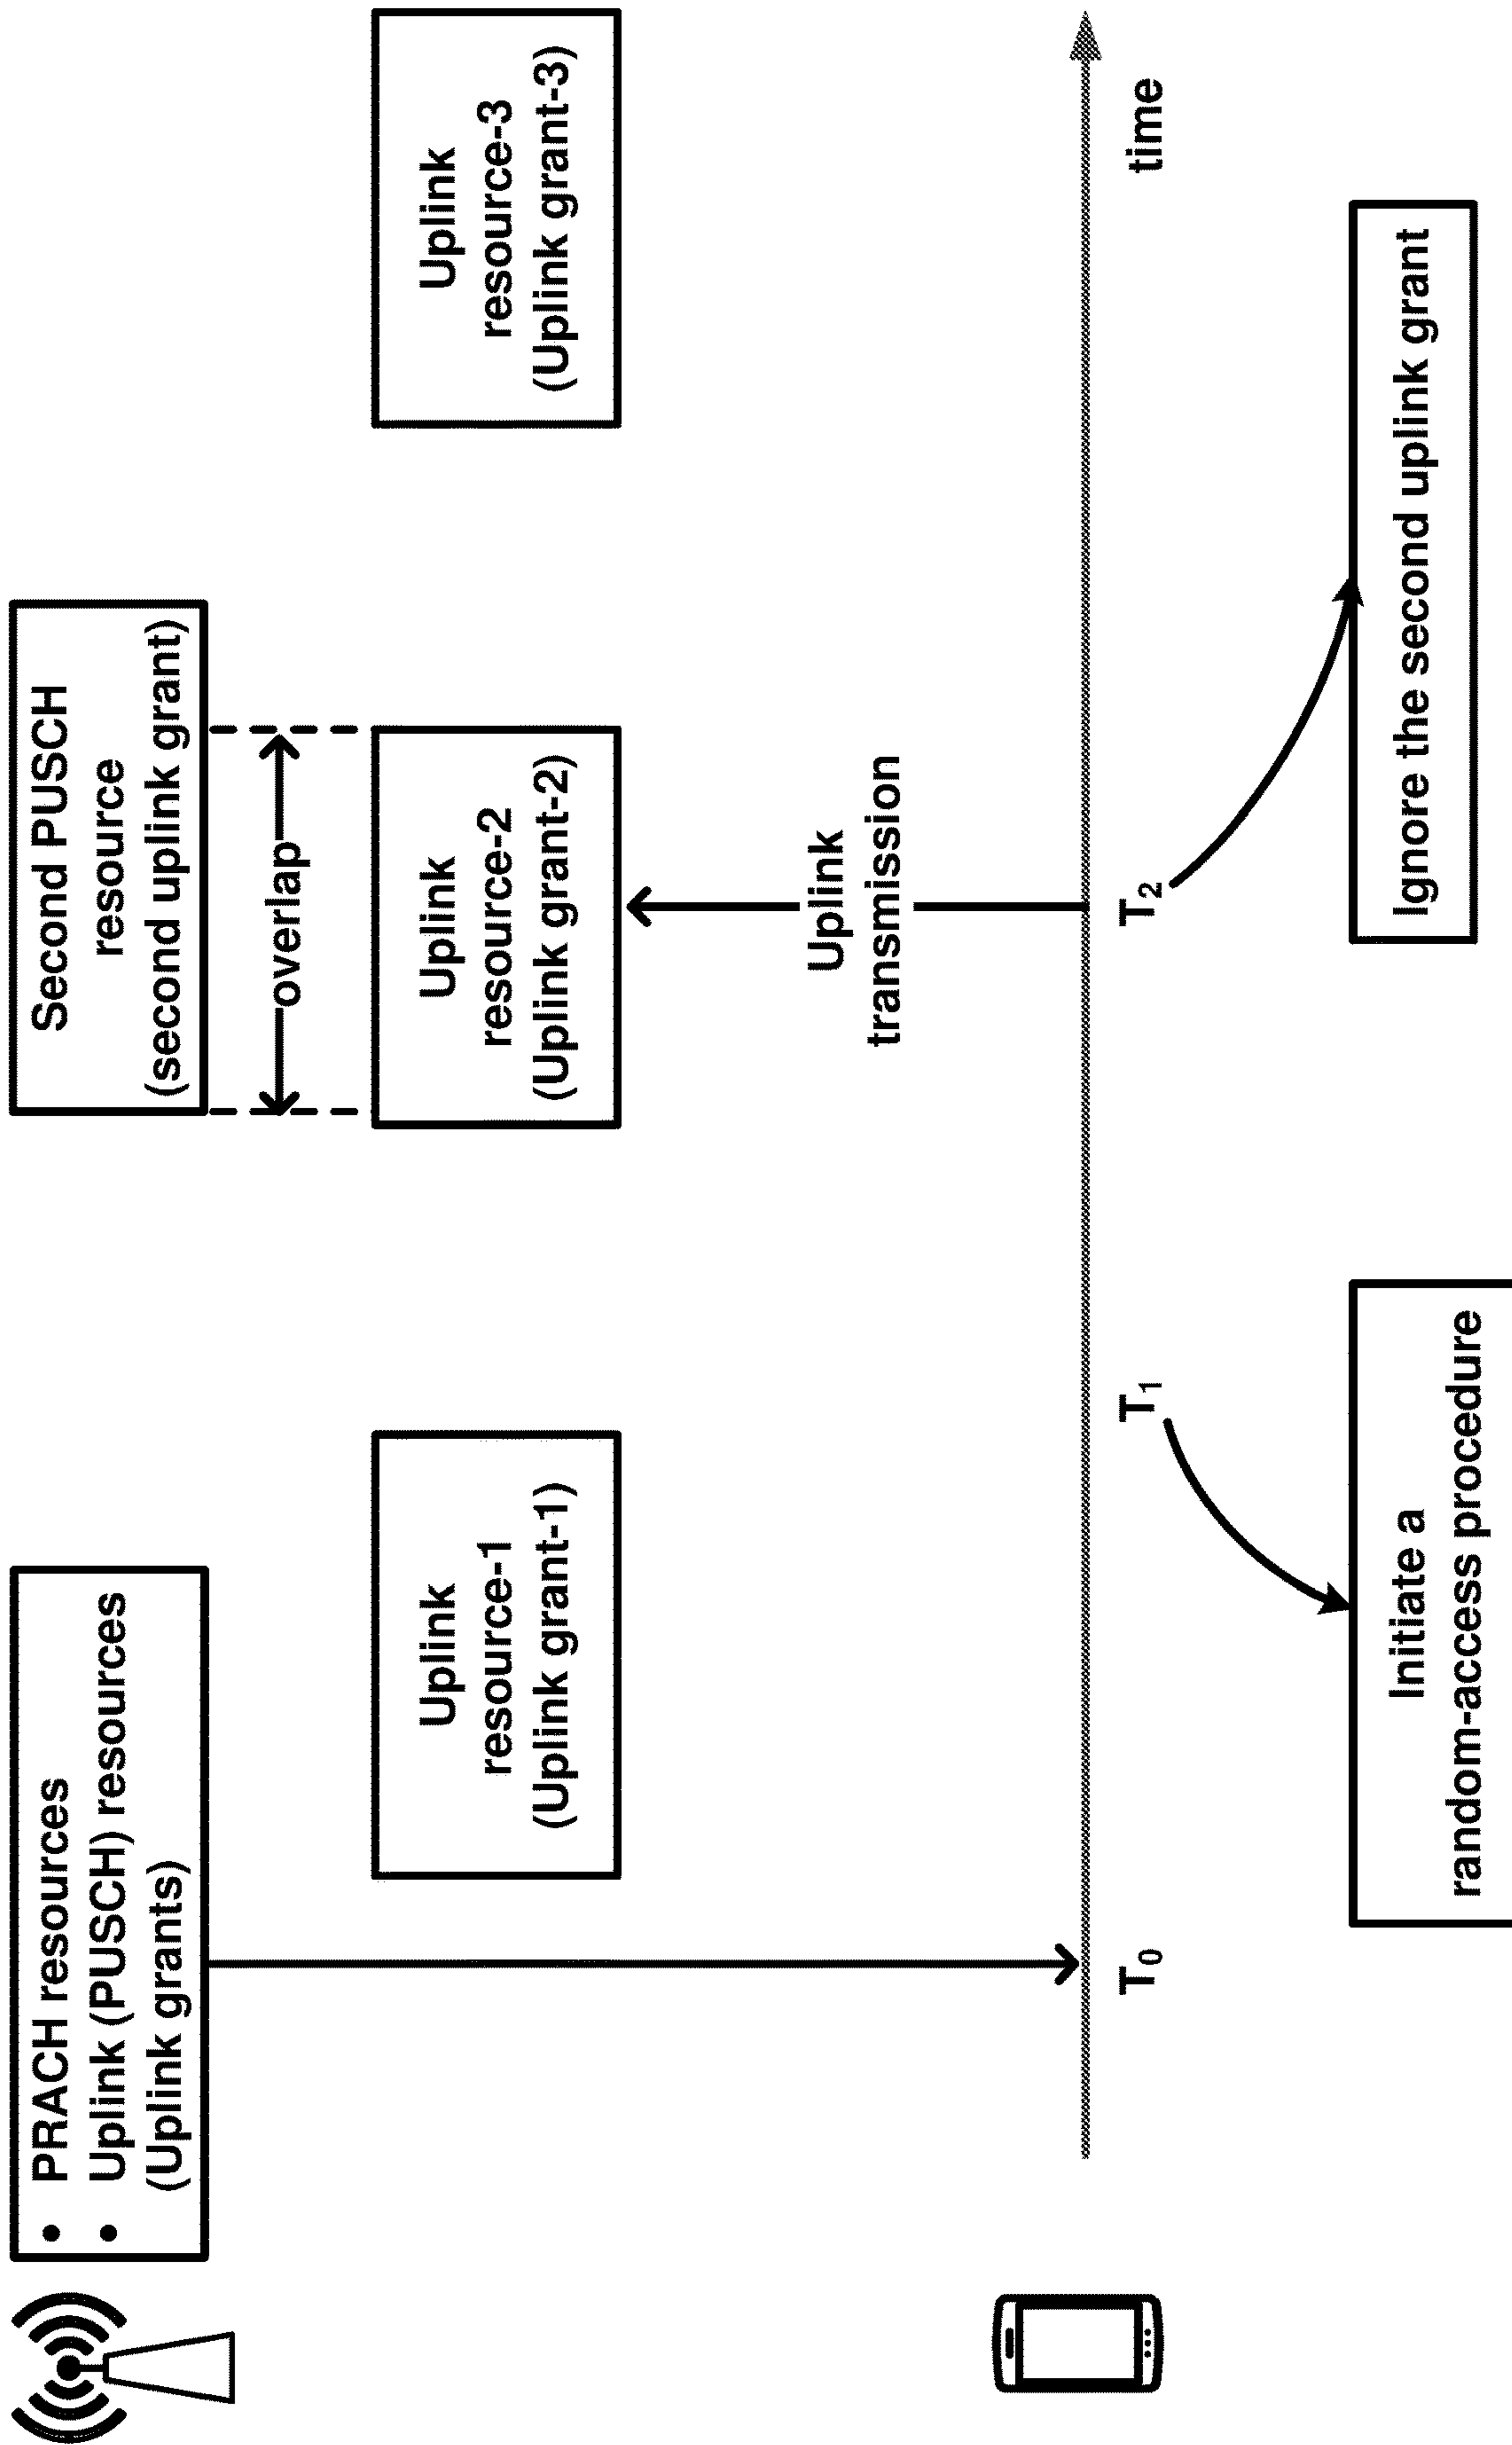 • PRACH resources
• Uplink (PUSCH) resources
(Uplink grants)
Second PUSCH
resource
(second uplink grant)
overlap
Uplink
resource-1
(Uplink grant-1)
Uplink
resource-2
(Uplink grant-2)
Uplink
resource-3
(Uplink grant-3)
Uplink
transmission
T0
T1
T2
time
Initiate a
random-access procedure
Ignore the second uplink grant